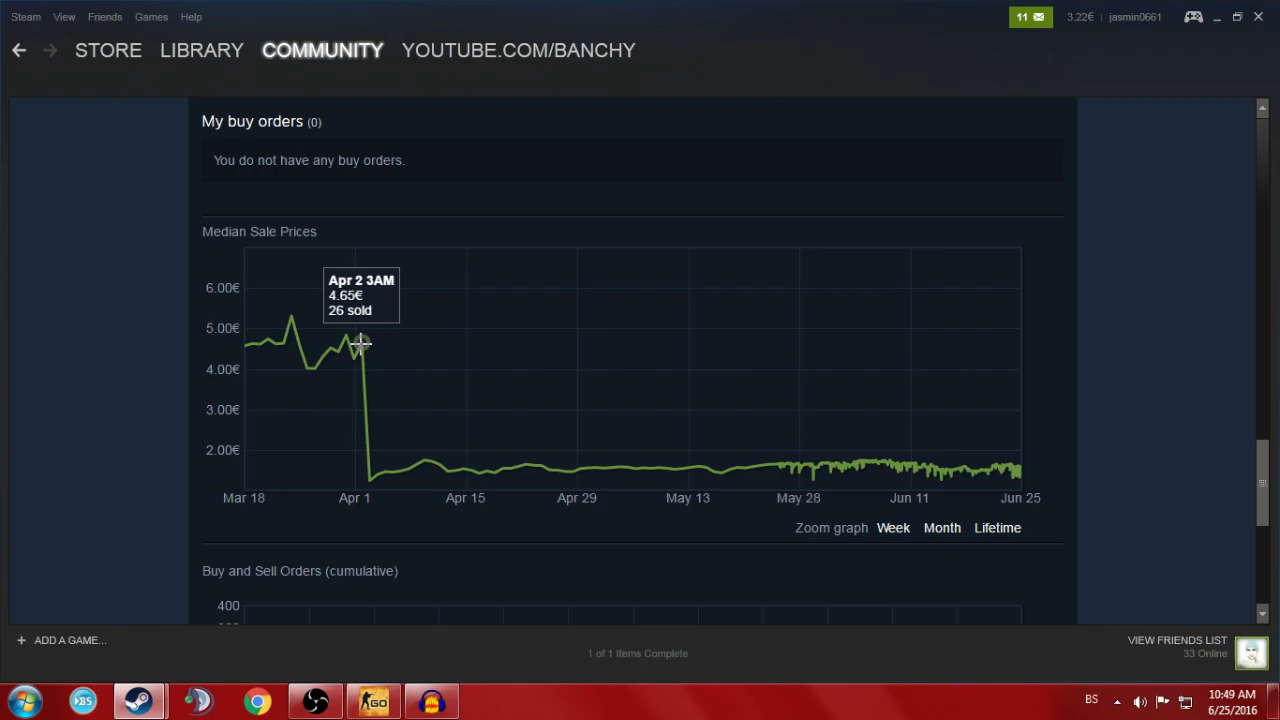 Steam View Friends Games Help
11 3.22€ jasmin0661
STORE LIBRARY COMMUNITY YOUTUBE.COM/BANCHY
My buy orders (0)
You do not have any buy orders.
Median Sale Prices
Apr 2 3AM
4.65€
26 sold
6.00€
5.00€
4.00€
3.00€
2.00€
Mar 18 Apr 1 Apr 15 Apr 29 May 13 May 28 Jun 11 Jun 25
Zoom graph Week Month Lifetime
Buy and Sell Orders (cumulative)
400
+ ADD A GAME...
1 of 1 Items Complete
VIEW FRIENDS LIST
33 Online
BS
GO
BS
10:49 AM
6/25/2016